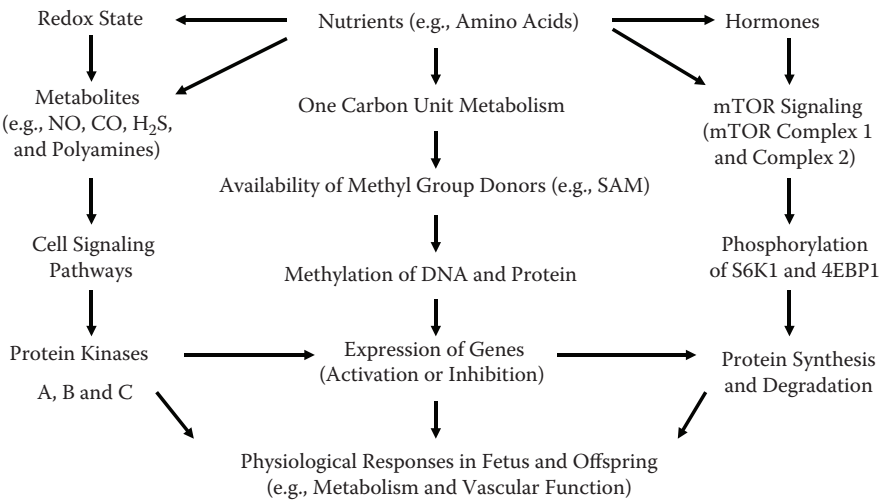 Redox State
Nutrients (e.g., Amino Acids)
Hormones
Metabolites
(e.g., NO, CO, H₂S,
and Polyamines)
One Carbon Unit Metabolism
mTOR Signaling
(mTOR Complex 1
and Complex 2)
Availability of Methyl Group Donors (e.g., SAM)
Cell Signaling
Pathways
Methylation of DNA and Protein
Phosphorylation
of S6K1 and 4EBP1
Protein Kinases
A, B and C
Expression of Genes
(Activation or Inhibition)
Protein Synthesis
and Degradation
Physiological Responses in Fetus and Offspring
(e.g., Metabolism and Vascular Function)